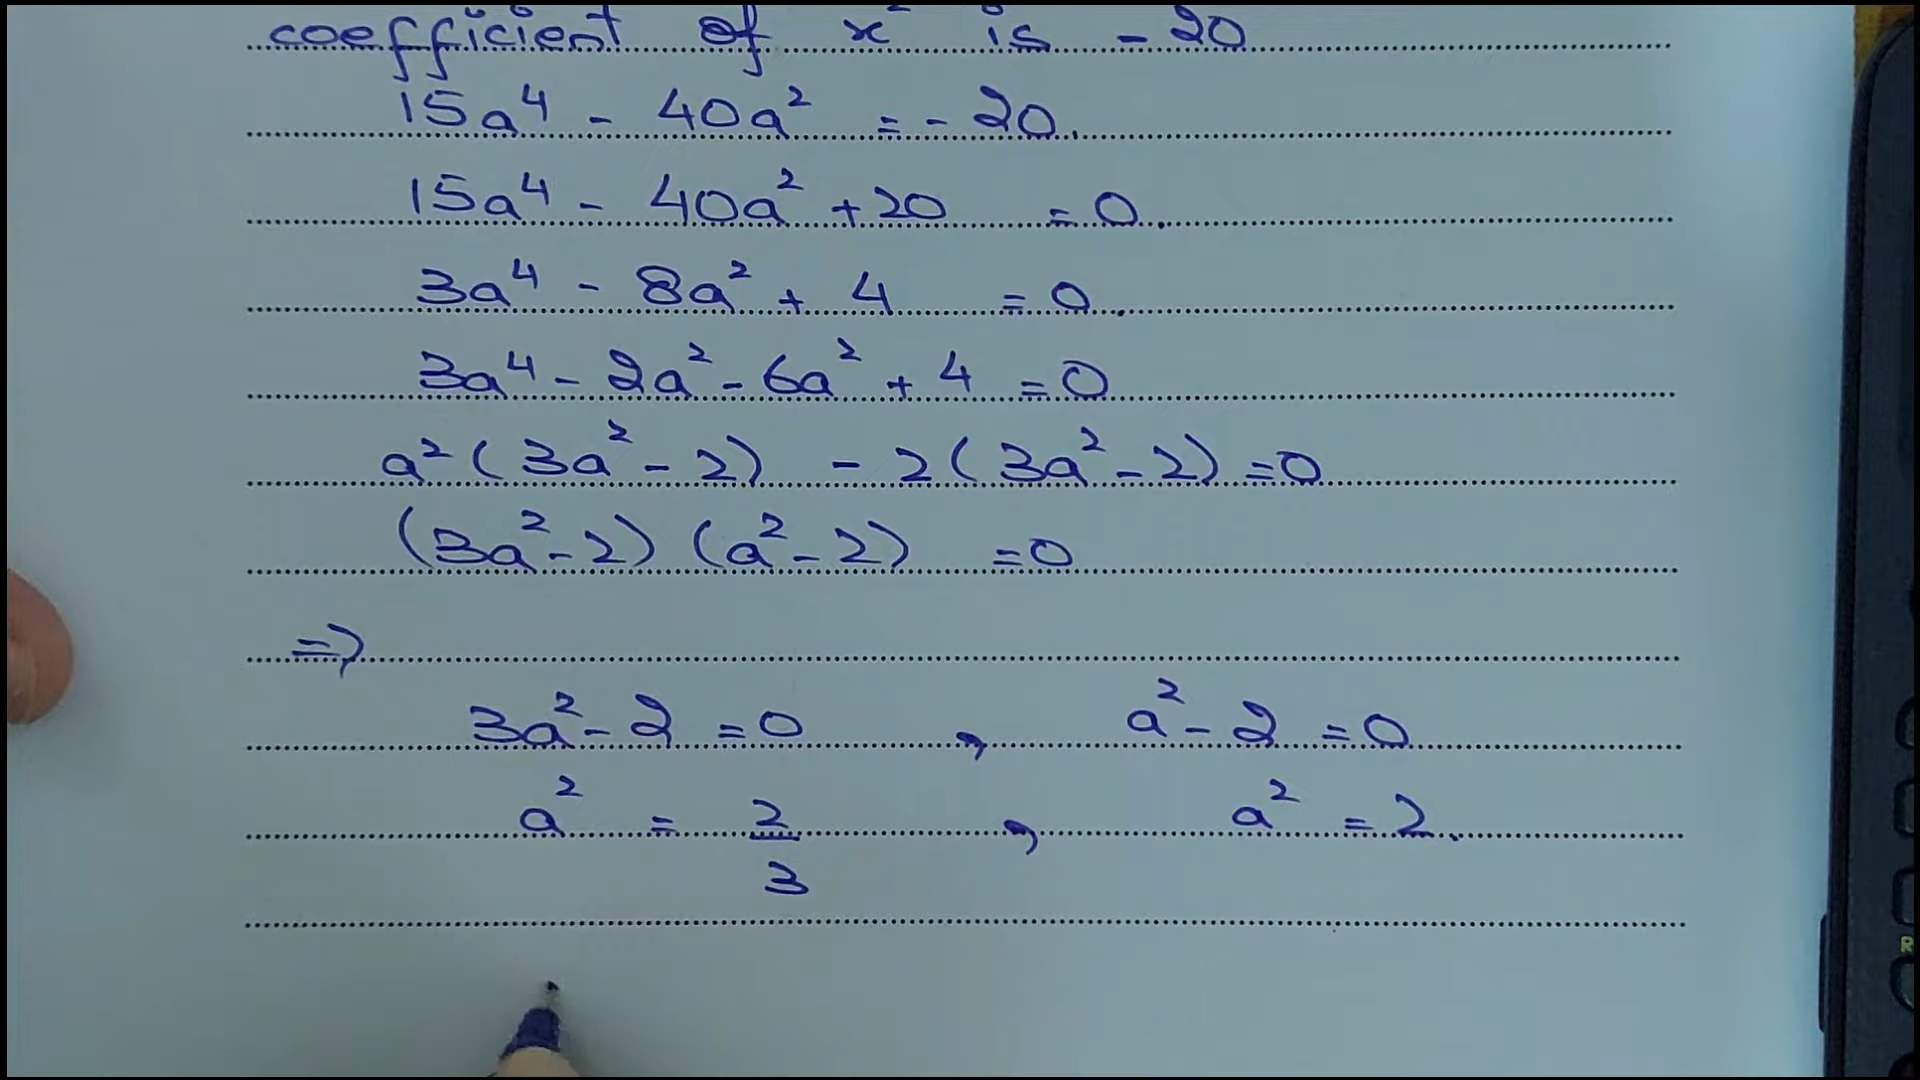 coefficient of x² is - 20
15a⁴ - 40a² = - 20.
15a⁴ - 40a² + 20 = 0.
3a⁴ - 8a² + 4 = 0.
3a⁴ - 2a² - 6a² + 4 = 0
a² (3a² - 2) - 2 (3a² - 2) = 0
(3a² - 2) (a² - 2) = 0
⇒
3a² - 2 = 0 , a² - 2 = 0
a² = 2/3 , a² = 2.
R